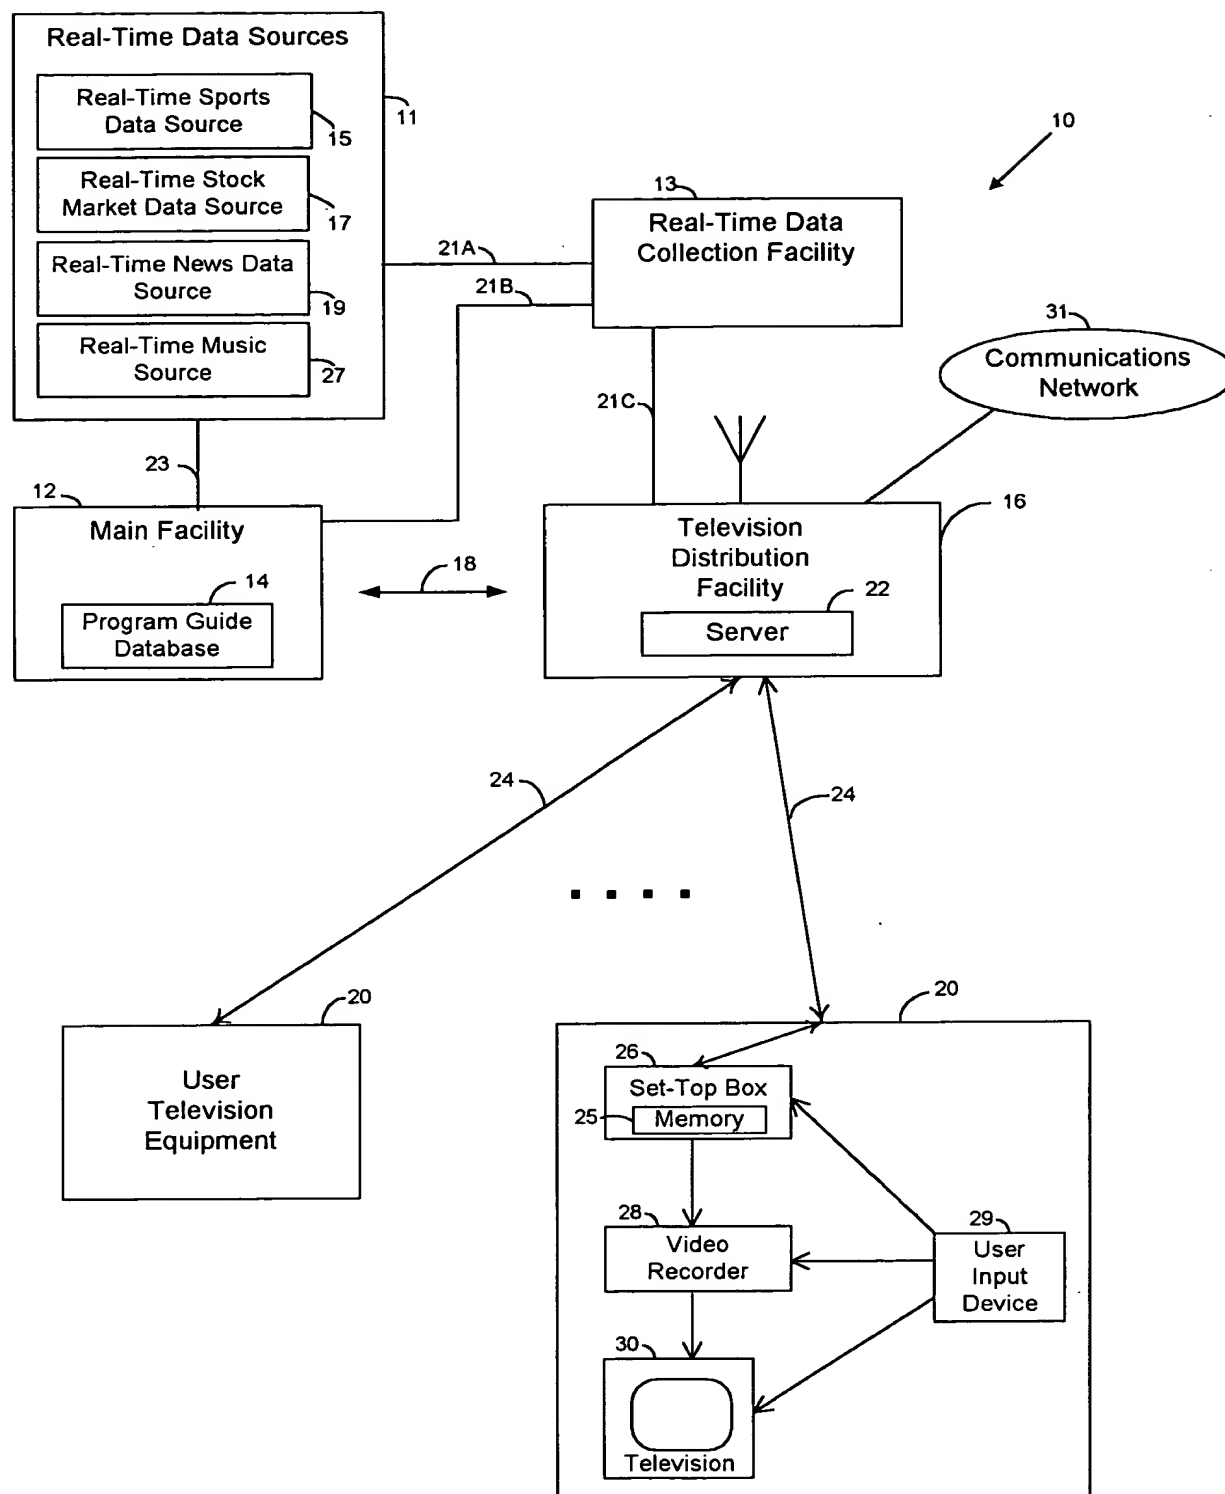 Real-Time Data Sources
Real-Time Sports
Data Source
15
11
Real-Time Stock
Market Data Source
17
Real-Time News Data
Source
19
Real-Time Music
Source
27
10
13
Real-Time Data
Collection Facility
21A
21B
21C
31
Communications
Network
23
12
Main Facility
14
Program Guide
Database
18
16
Television
Distribution
Facility
22
Server
24
24
20
User
Television
Equipment
20
26
Set-Top Box
25
Memory
28
Video
Recorder
29
User
Input
Device
30
Television